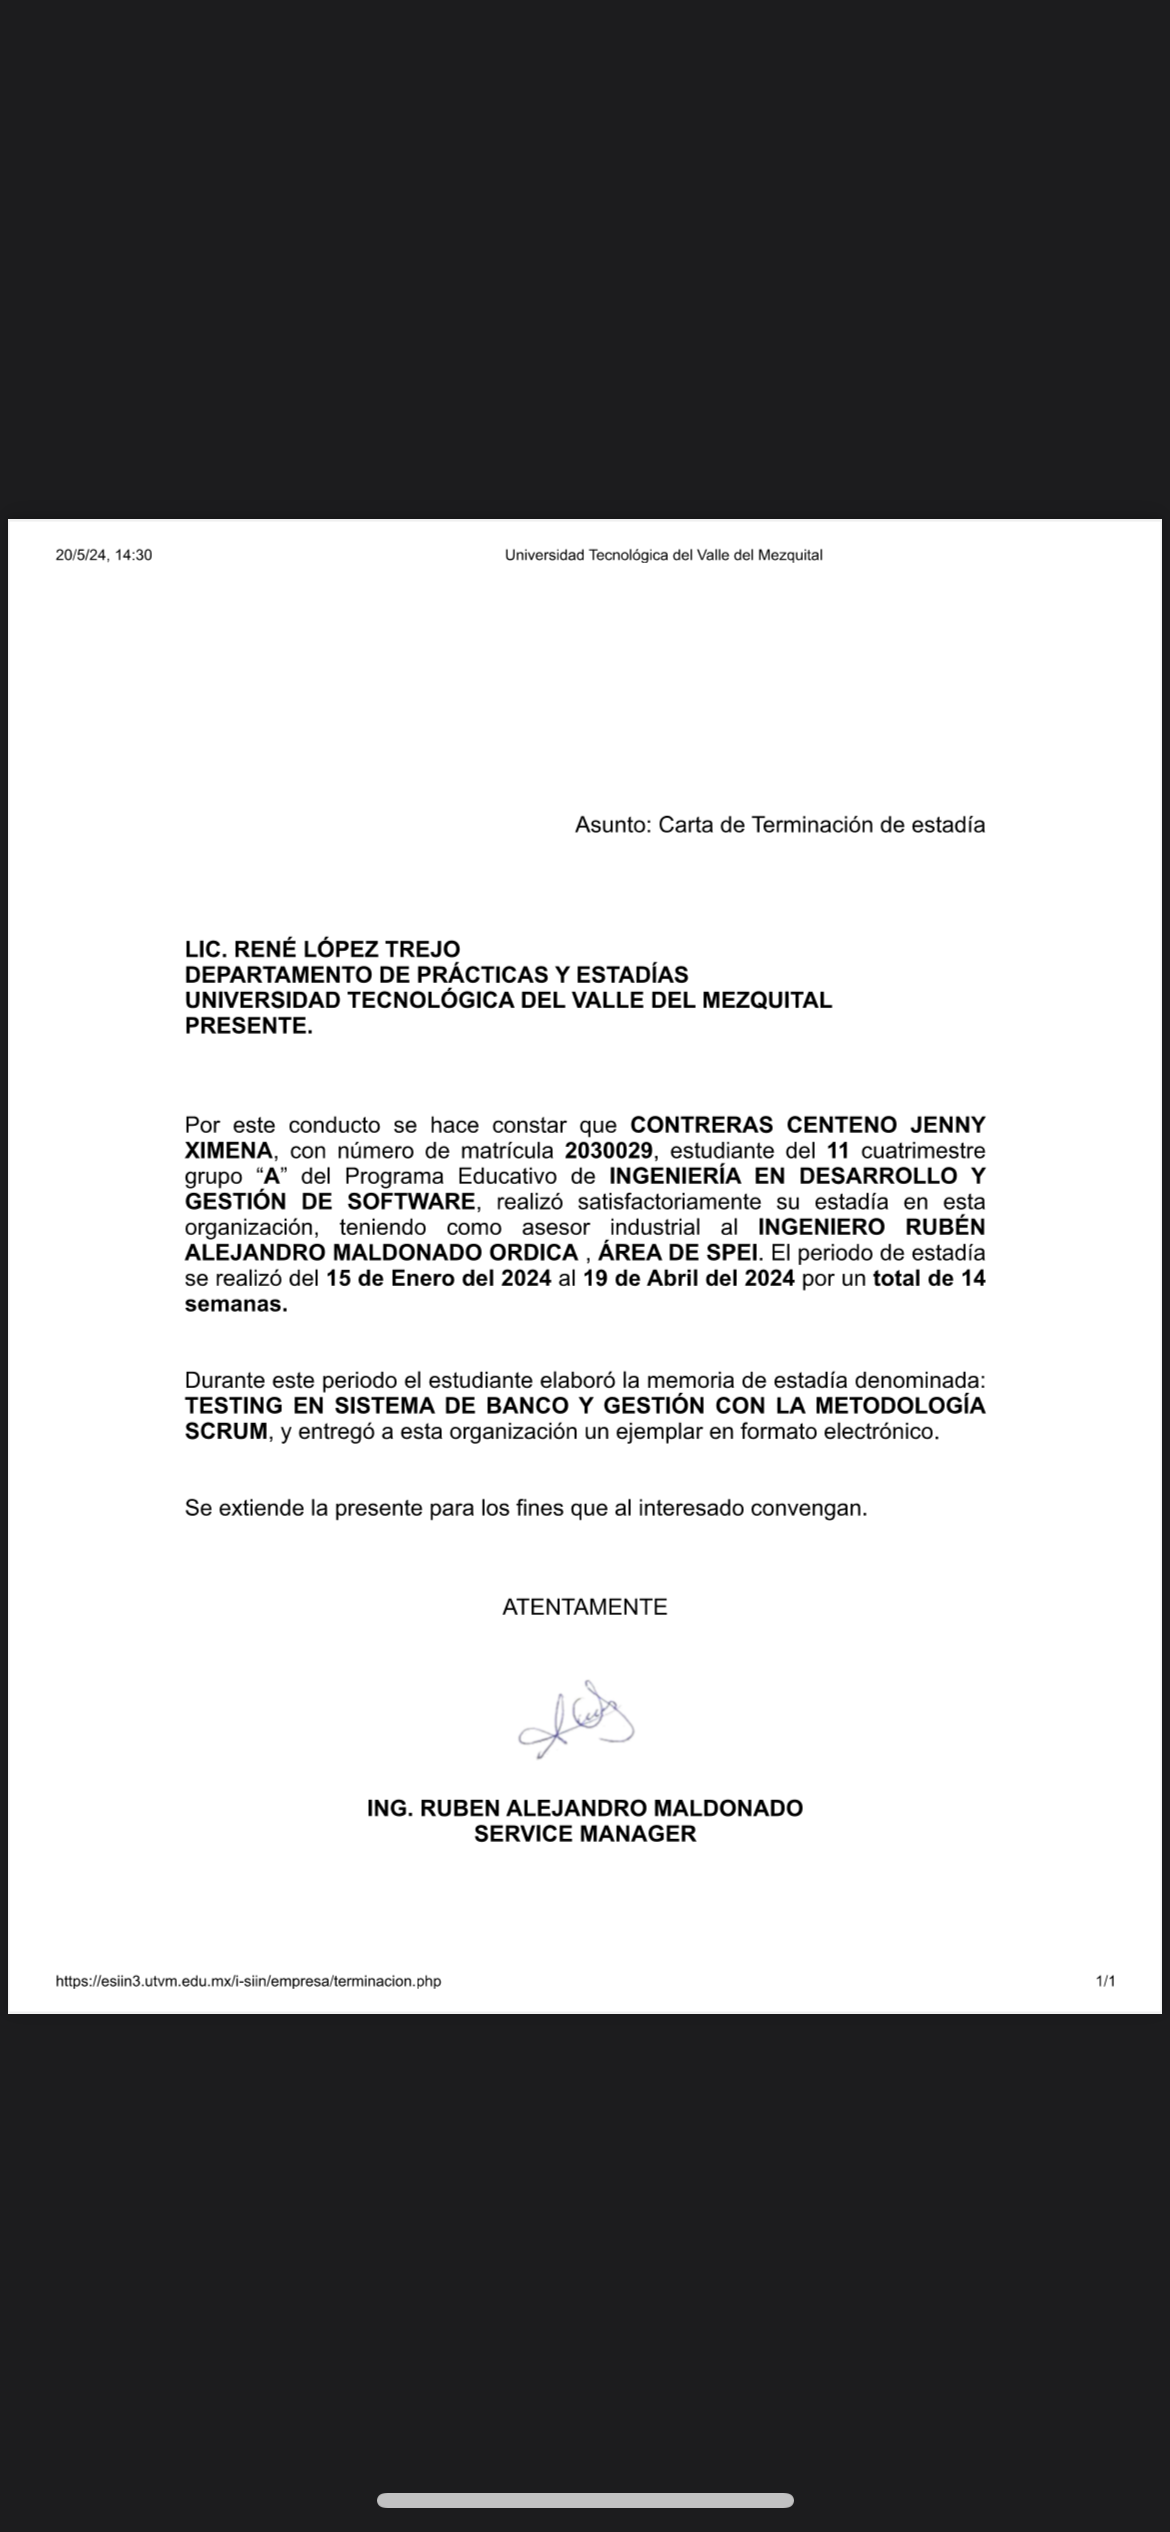 20/5/24, 14:30 Universidad Tecnológica del Valle del Mezquital
Asunto: Carta de Terminación de estadía
LIC. RENÉ LÓPEZ TREJO
DEPARTAMENTO DE PRÁCTICAS Y ESTADÍAS
UNIVERSIDAD TECNOLÓGICA DEL VALLE DEL MEZQUITAL
PRESENTE.
Por este conducto se hace constar que CONTRERAS CENTENO JENNY
XIMENA, con número de matrícula 2030029, estudiante del 11 cuatrimestre
grupo “A” del Programa Educativo de INGENIERÍA EN DESARROLLO Y
GESTIÓN DE SOFTWARE, realizó satisfactoriamente su estadía en esta
organización, teniendo como asesor industrial al INGENIERO RUBÉN
ALEJANDRO MALDONADO ORDICA , ÁREA DE SPEI. El periodo de estadía
se realizó del 15 de Enero del 2024 al 19 de Abril del 2024 por un total de 14
semanas.
Durante este periodo el estudiante elaboró la memoria de estadía denominada:
TESTING EN SISTEMA DE BANCO Y GESTIÓN CON LA METODOLOGÍA
SCRUM, y entregó a esta organización un ejemplar en formato electrónico.
Se extiende la presente para los fines que al interesado convengan.
ATENTAMENTE
ING. RUBEN ALEJANDRO MALDONADO
SERVICE MANAGER
https://esiin3.utvm.edu.mx/i-siin/empresa/terminacion.php 1/1